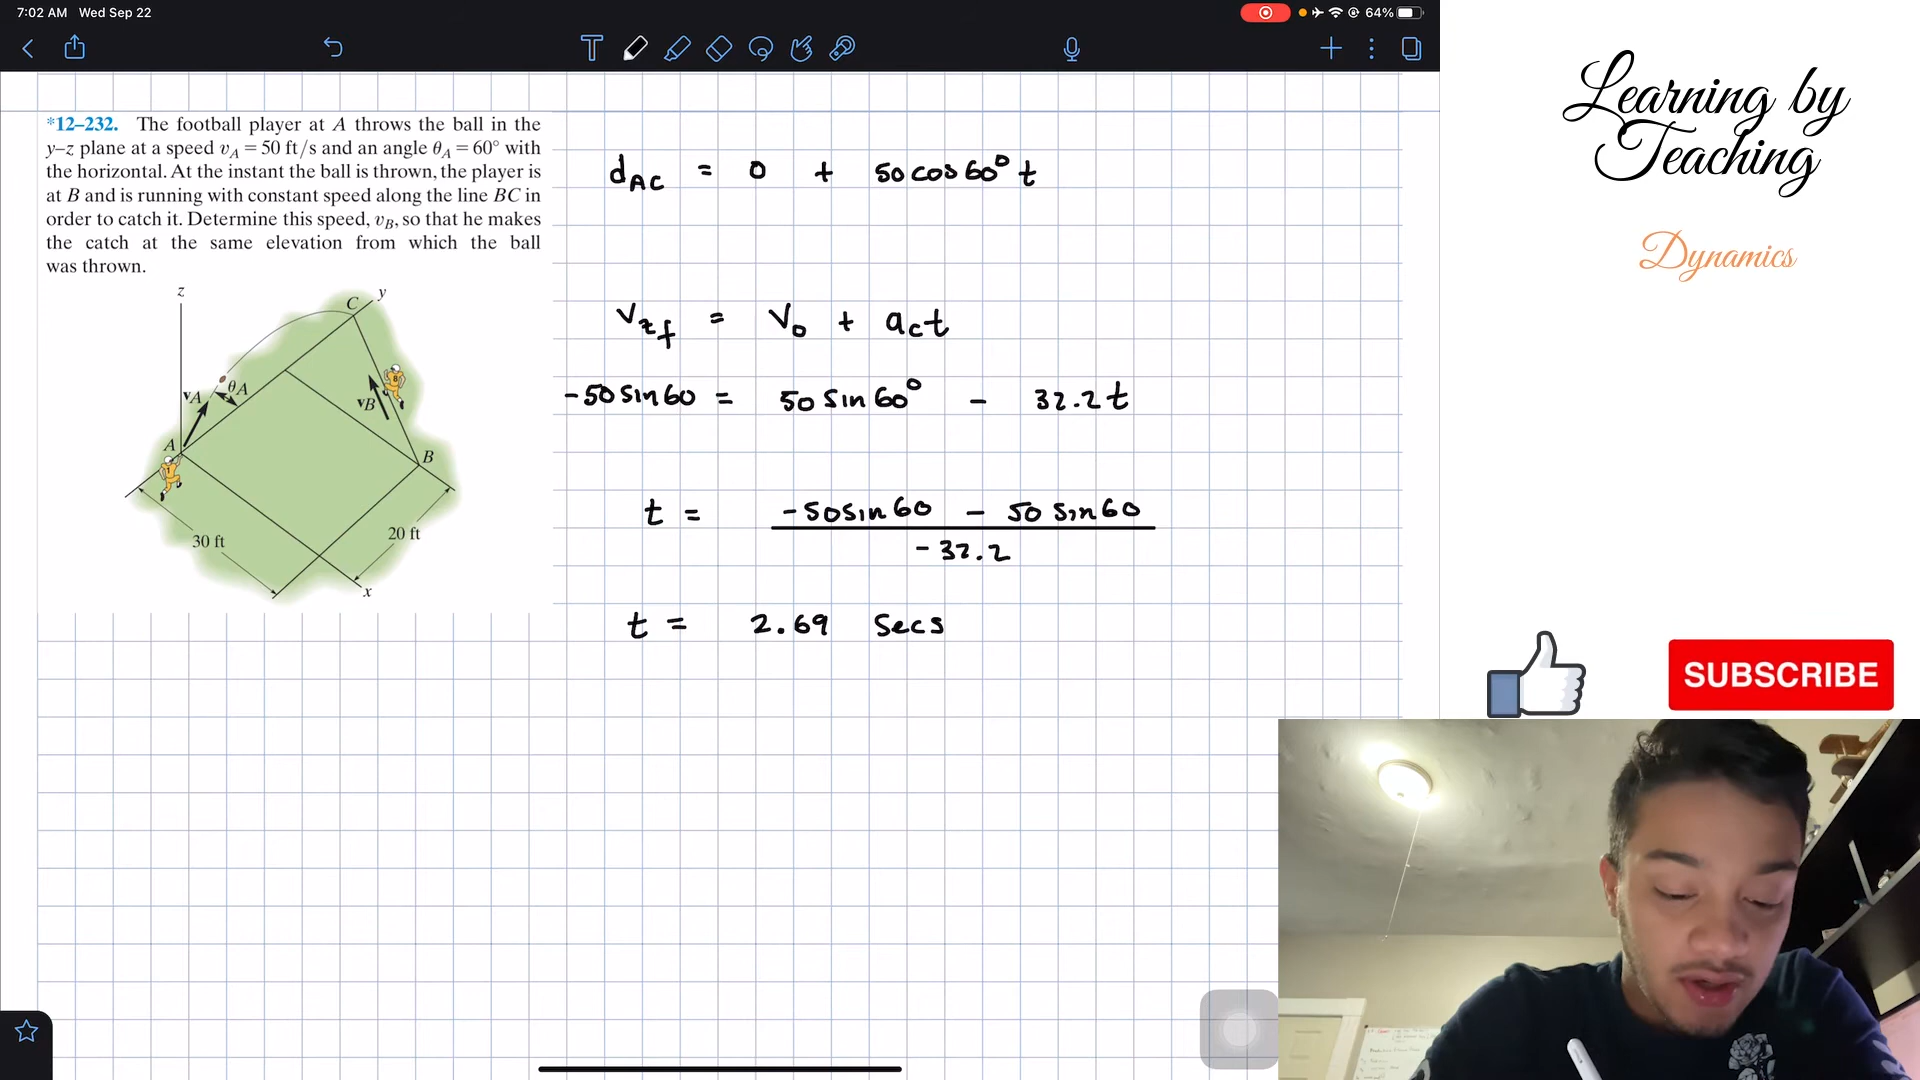 7:02 AM Wed Sep 22
64%
*12–232. The football player at A throws the ball in the
y–z plane at a speed vA = 50 ft/s and an angle θA = 60° with
the horizontal. At the instant the ball is thrown, the player is
at B and is running with constant speed along the line BC in
order to catch it. Determine this speed, vB, so that he makes
the catch at the same elevation from which the ball
was thrown.
z
C y
θA
vA
vB
A
B
30 ft
20 ft
x
dAC = 0 + 50 cos 60° t
Vzf = V0 + act
-50 sin 60 = 50 sin 60° - 32.2 t
t = -50 sin 60 - 50 sin 60
-32.2
t = 2.69 secs
Learning by
Teaching
Dynamics
SUBSCRIBE